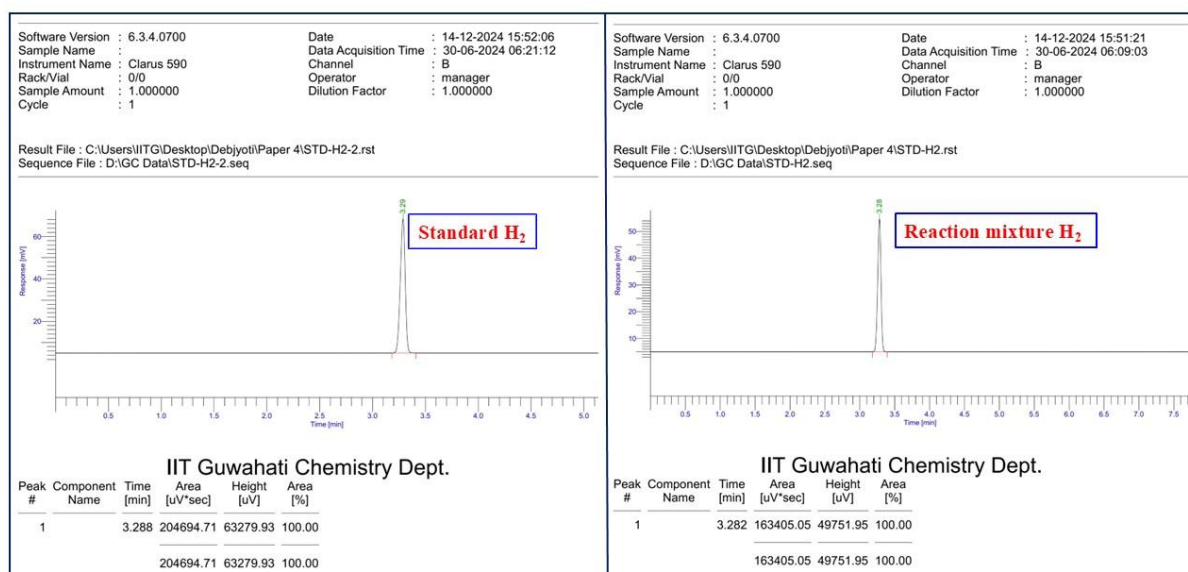 Software Version : 6.3.4.0700 Date : 14-12-2024 15:52:06
Sample Name : Data Acquisition Time : 30-06-2024 06:21:12
Instrument Name : Clarus 590 Channel : B
Rack/Vial : 0/0 Operator : manager
Sample Amount : 1.000000 Dilution Factor : 1.000000
Cycle : 1
Result File : C:\Users\IITG\Desktop\Debjyoti\Paper 4\STD-H2-2.rst
Sequence File : D:\GC Data\STD-H2-2.seq
3.29
Standard H₂
60
40
20
Response [mV]
0.5 1.0 1.5 2.0 2.5 3.0 3.5 4.0 4.5 5.0
Time [min]
IIT Guwahati Chemistry Dept.
Peak Component Time Area Height Area
# Name [min] [uV*sec] [uV] [%]
1 3.288 204694.71 63279.93 100.00
204694.71 63279.93 100.00
Software Version : 6.3.4.0700 Date : 14-12-2024 15:51:21
Sample Name : Data Acquisition Time : 30-06-2024 06:09:03
Instrument Name : Clarus 590 Channel : B
Rack/Vial : 0/0 Operator : manager
Sample Amount : 1.000000 Dilution Factor : 1.000000
Cycle : 1
Result File : C:\Users\IITG\Desktop\Debjyoti\Paper 4\STD-H2.rst
Sequence File : D:\GC Data\STD-H2.seq
3.28
Reaction mixture H₂
50
40
30
20
10
Response [mV]
0.5 1.0 1.5 2.0 2.5 3.0 3.5 4.0 4.5 5.0 5.5 6.0 6.5 7.0 7.5
Time [min]
IIT Guwahati Chemistry Dept.
Peak Component Time Area Height Area
# Name [min] [uV*sec] [uV] [%]
1 3.282 163405.05 49751.95 100.00
163405.05 49751.95 100.00